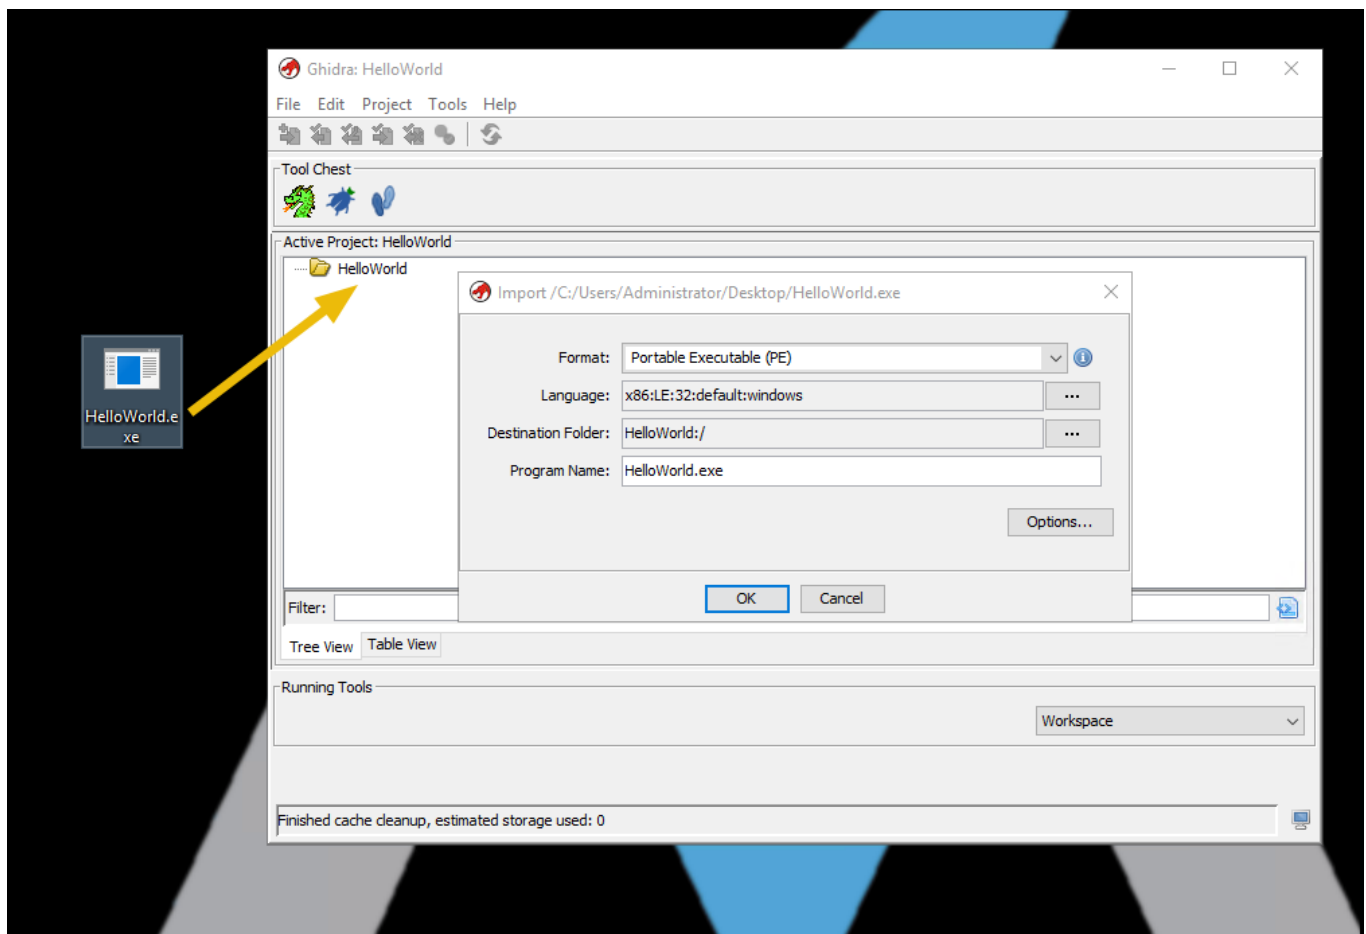 Ghidra: HelloWorld
File Edit Project Tools Help
Tool Chest
Active Project: HelloWorld
HelloWorld
Import /C:/Users/Administrator/Desktop/HelloWorld.exe
Format: Portable Executable (PE)
Language: x86:LE:32:default:windows ...
Destination Folder: HelloWorld:/ ...
Program Name: HelloWorld.exe
Options...
OK Cancel
HelloWorld.e
xe
Filter:
Tree View Table View
Running Tools
Workspace
Finished cache cleanup, estimated storage used: 0